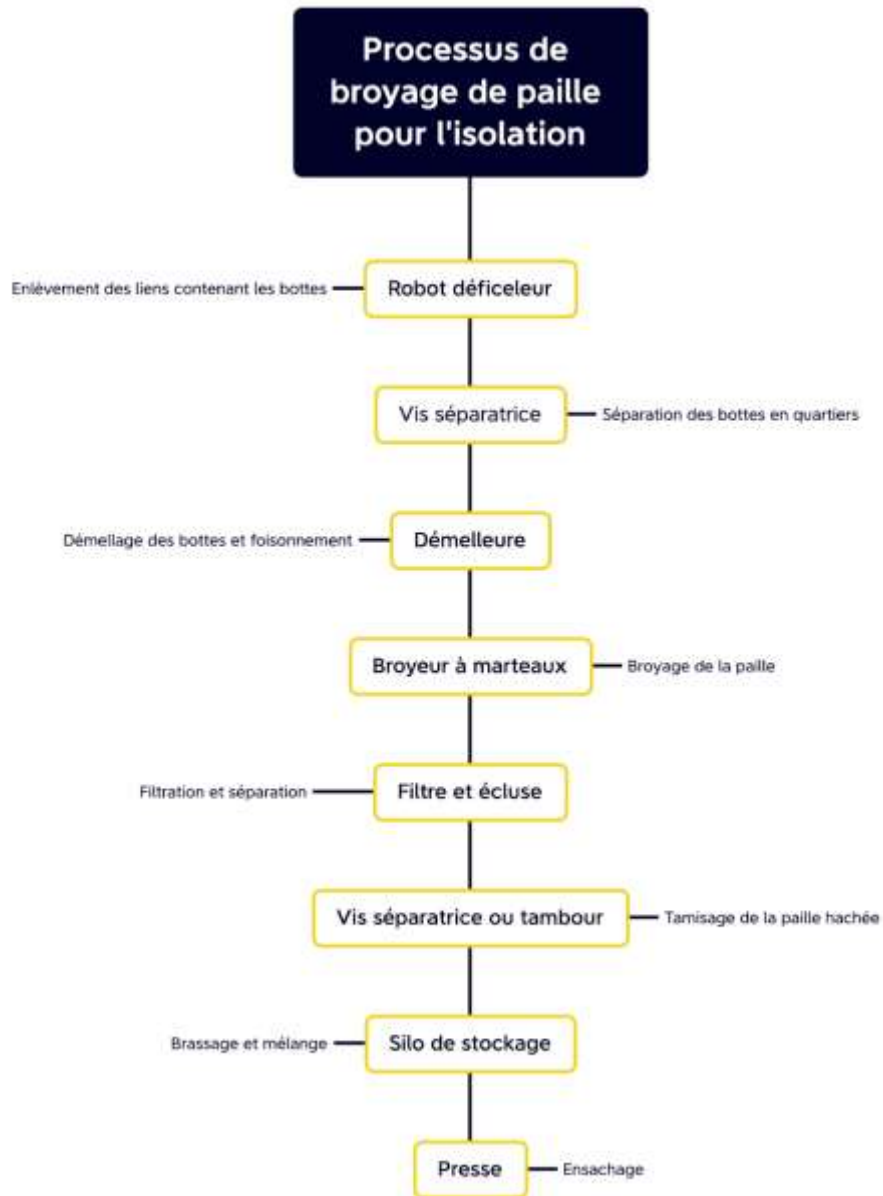 Processus de
broyage de paille
pour l'isolation
Enlèvement des liens contenant les bottes
Robot déficeleur
Vis séparatrice
Séparation des bottes en quartiers
Démellage des bottes et foisonnement
Démelleure
Broyeur à marteaux
Broyage de la paille
Filtration et séparation
Filtre et écluse
Vis séparatrice ou tambour
Tamisage de la paille hachée
Brassage et mélange
Silo de stockage
Presse
Ensachage